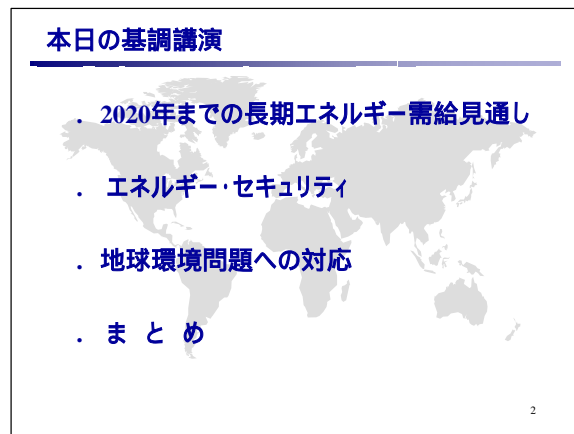 本日の基調講演
． 2020年までの長期エネルギー需給見通し
． エネルギー・セキュリティ
． 地球環境問題への対応
． ま と め
2